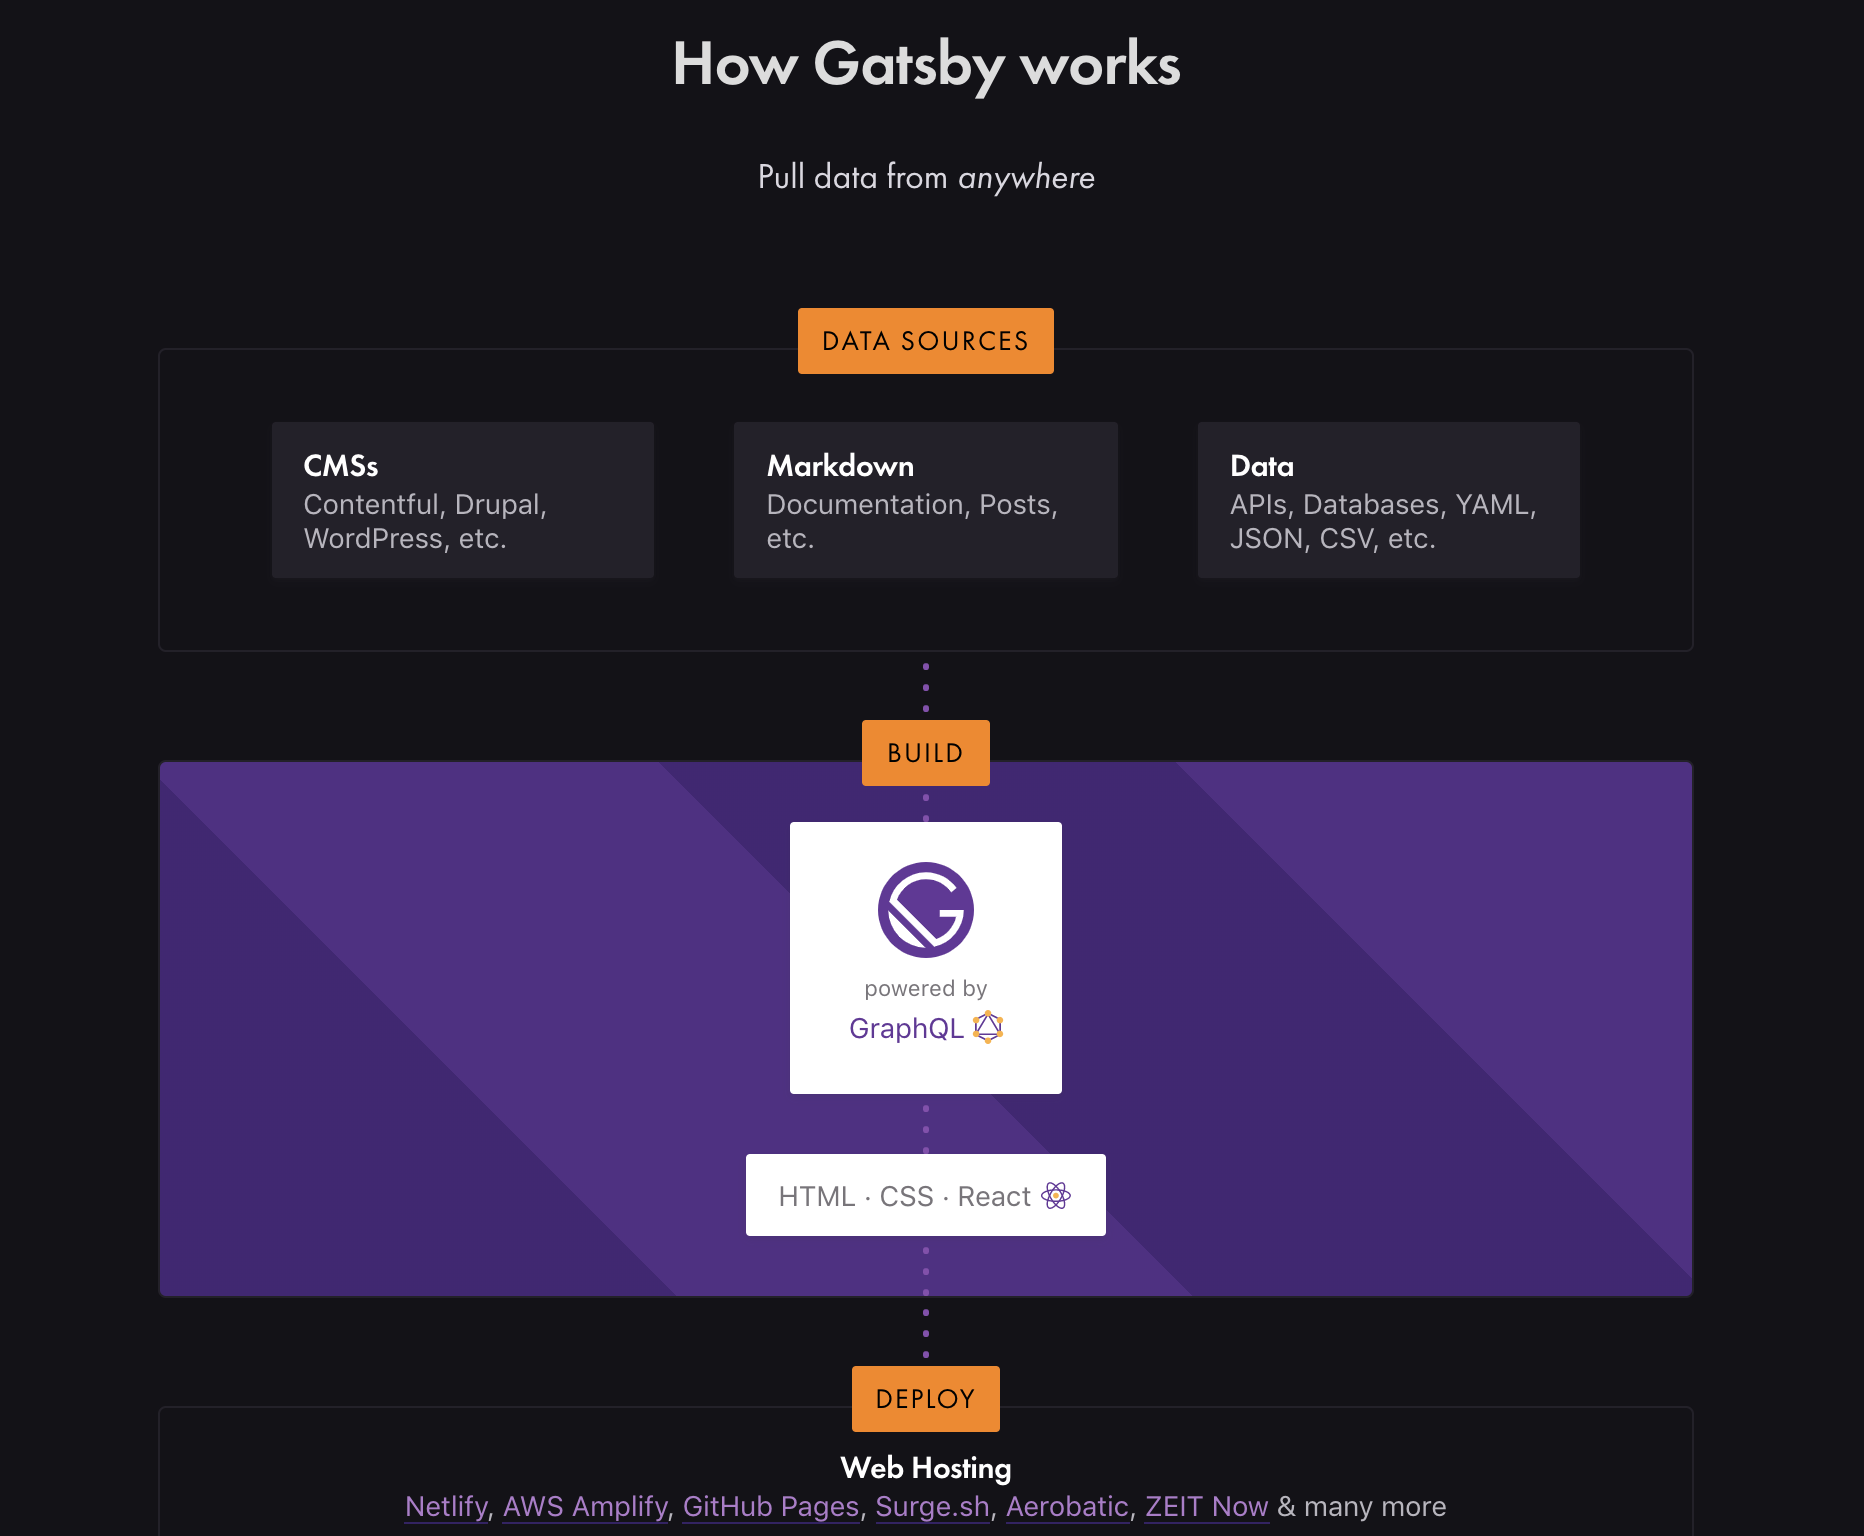 How Gatsby works
Pull data from anywhere
DATA SOURCES
CMSs
Contentful, Drupal,
WordPress, etc.
Markdown
Documentation, Posts,
etc.
Data
APIs, Databases, YAML,
JSON, CSV, etc.
BUILD
powered by
GraphQL
HTML · CSS · React
DEPLOY
Web Hosting
Netlify, AWS Amplify, GitHub Pages, Surge.sh, Aerobatic, ZEIT Now & many more